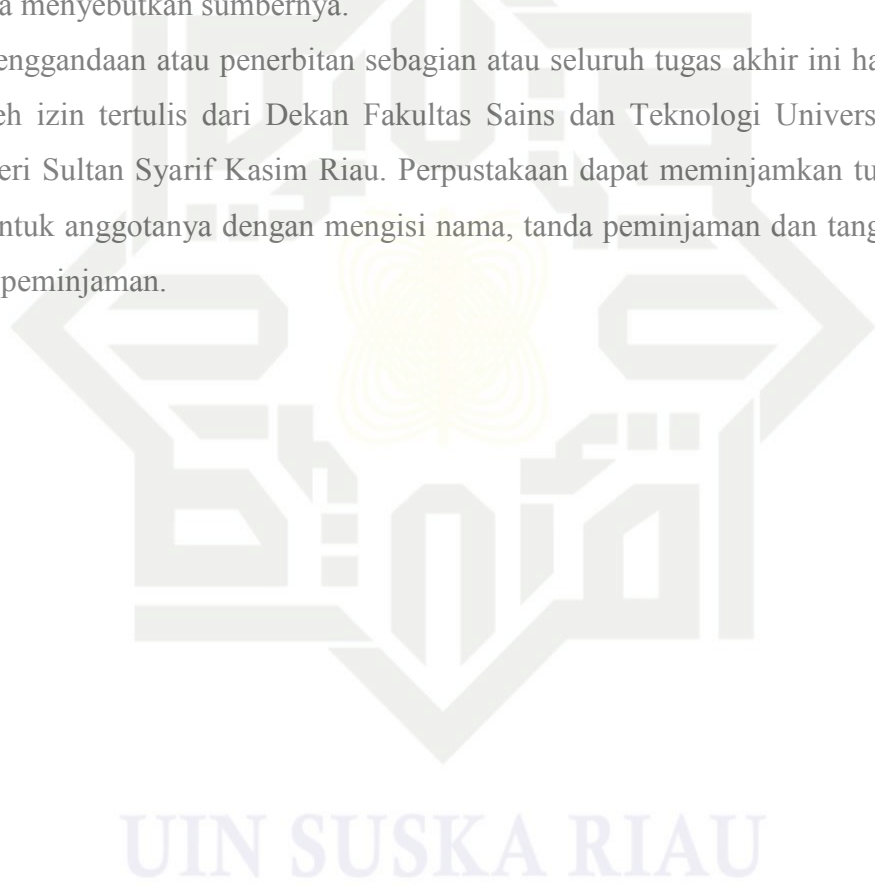 a menyebutkan sumbernya.
enggandaan atau penerbitan sebagian atau seluruh tugas akhir ini ha
eh izin tertulis dari Dekan Fakultas Sains dan Teknologi Univers
eri Sultan Syarif Kasim Riau. Perpustakaan dapat meminjamkan tu
ntuk anggotanya dengan mengisi nama, tanda peminjaman dan tang
peminjaman.
UIN SUSKA RIAU